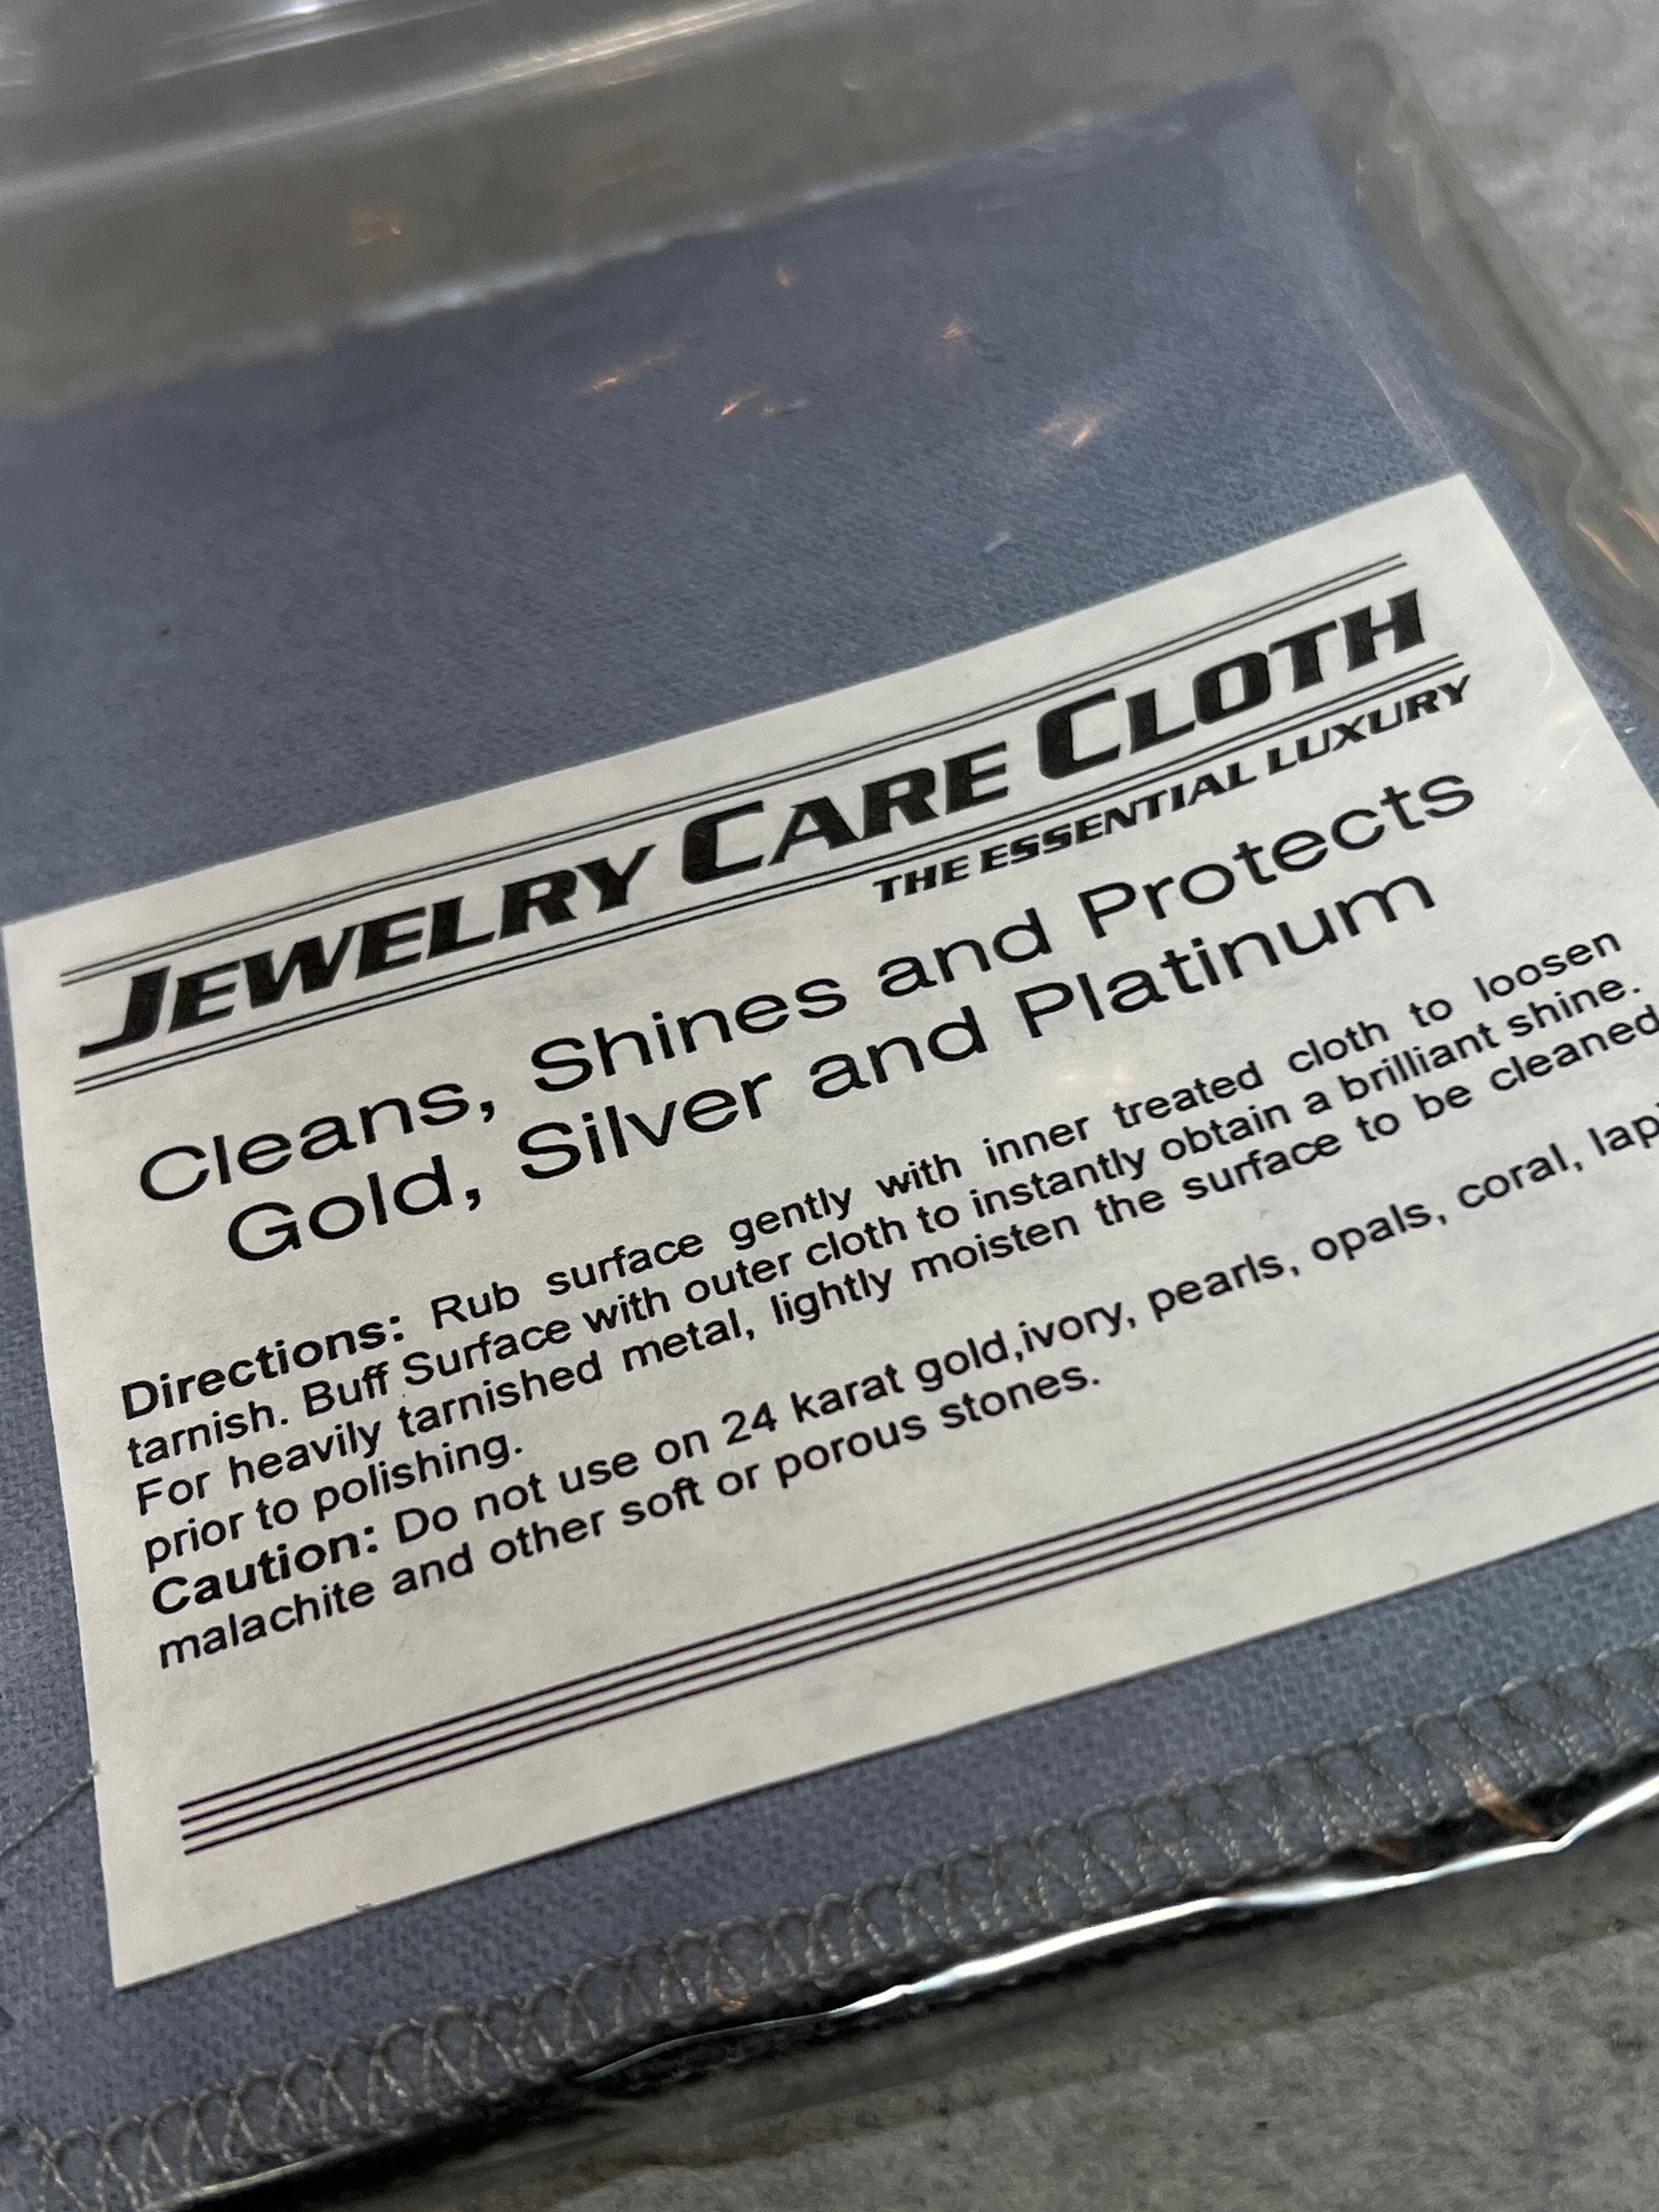 JEWELRY CARE CLOTH
THE ESSENTIAL LUXURY
Cleans, Shines and Protects
Gold, Silver and Platinum
Directions: Rub surface gently with inner treated cloth to loosen
tarnish. Buff Surface with outer cloth to instantly obtain a brilliant shine.
For heavily tarnished metal, lightly moisten the surface to be cleaned
prior to polishing.
Caution: Do not use on 24 karat gold,ivory, pearls, opals, coral,
malachite and other soft or porous stones.